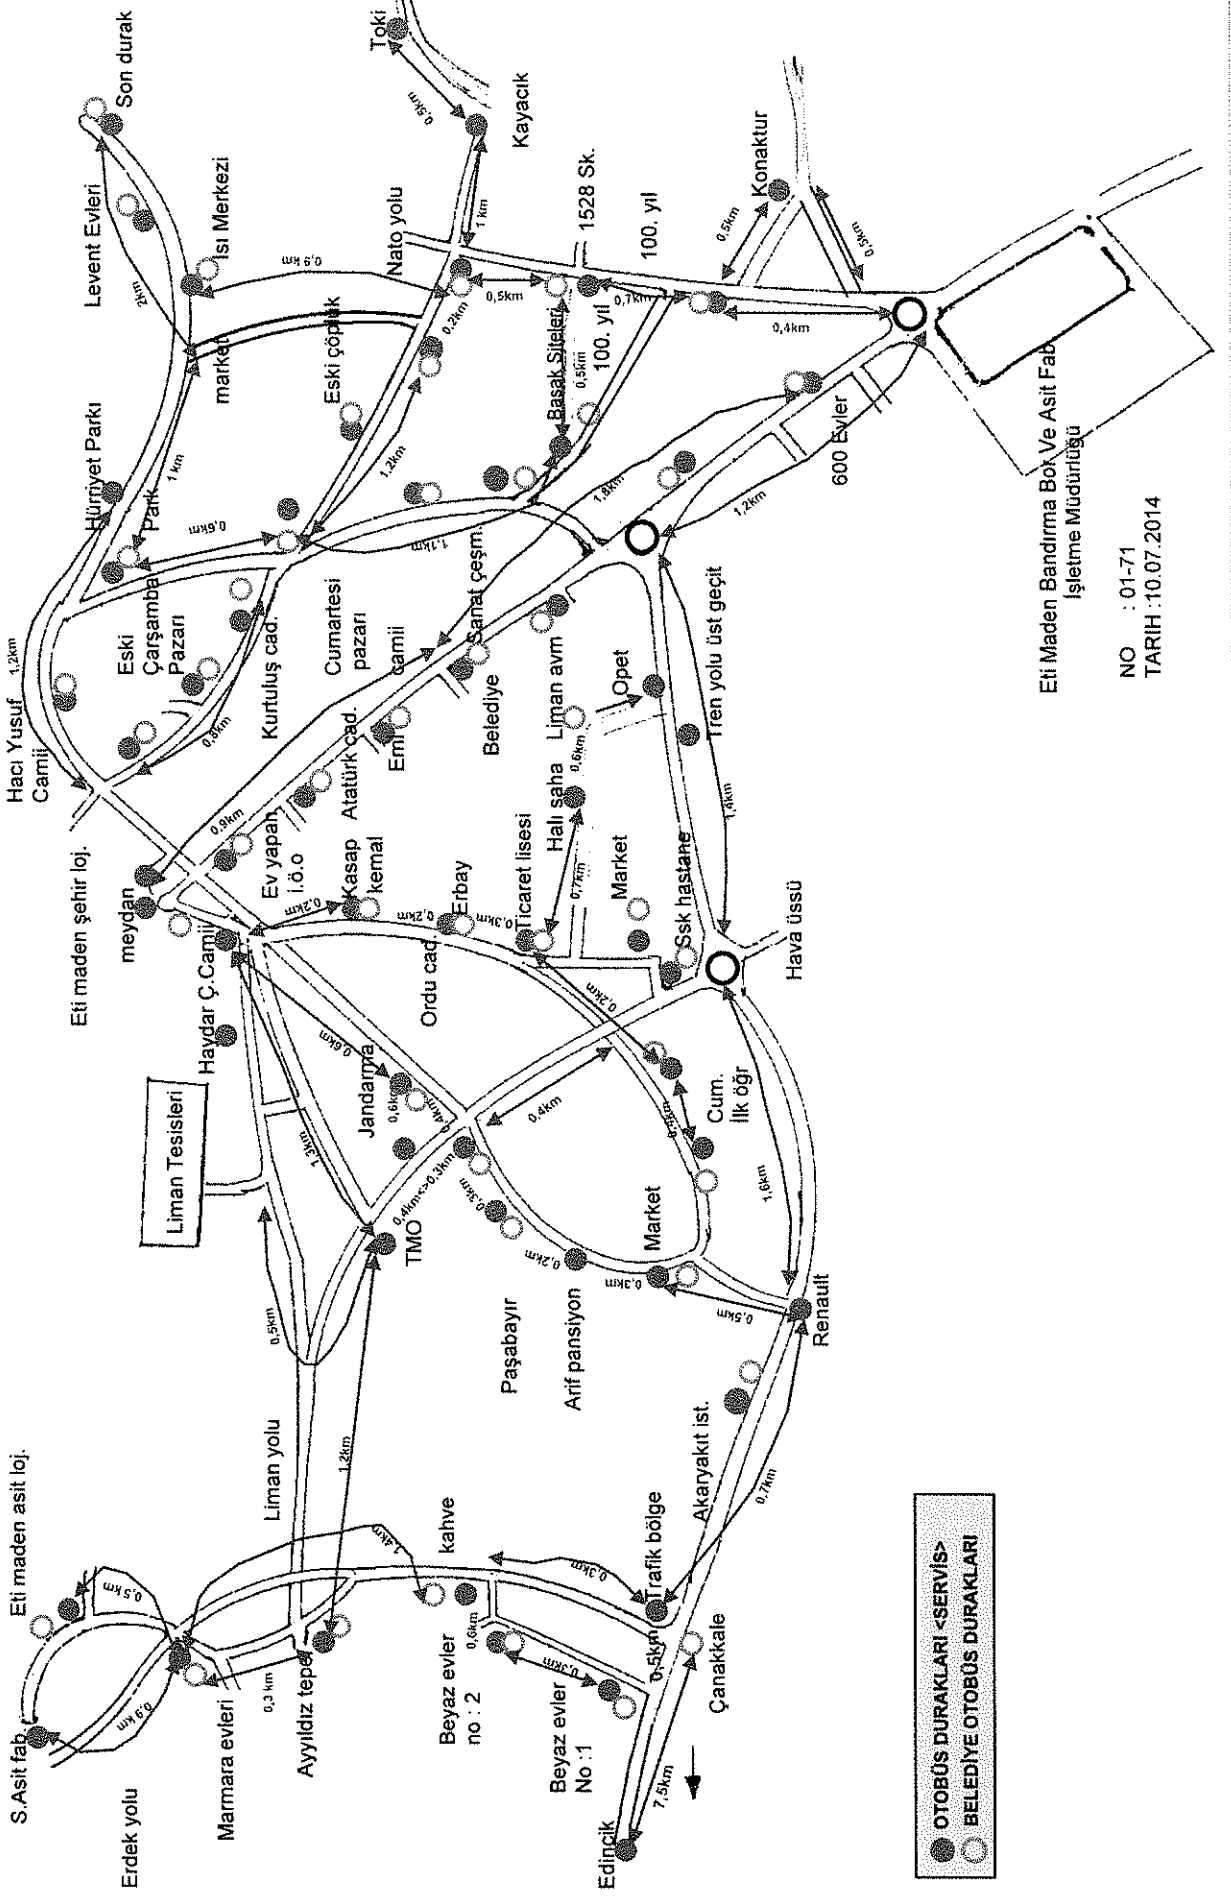 S.Asit fab.
Eti maden asit loj.
Erdek yolu
0,9 km
0,5 km
Marmara evleri
0,3 km
Ayyıldız tepe
Liman yolu
1,4km
1,2km
kahve
Beyaz evler
no : 2
0,6km
0,3km
Beyaz evler
No :1
0,3km
Trafik bölge
0,5km
Edincik
7,5km
Çanakkale
Akaryakıt ist.
0,7km
Renault
Liman Tesisleri
0,5km
TMO
1,3km
0,4km<>0,3km
Paşabayır
0,3km
Arif pansiyon
0,2km
Market
0,3km
0,5km
Eti maden şehir loj.
meydan
Haydar Ç.Camii
0,6km
Jandarma
0,6km
0,4km
0,4km
Ordu cad.
0,2km
Kasap
kemal
0,2km
Erbay
0,3km
Ticaret lisesi
0,2km
Cum.
İlk öğr
1,6km
Hava üssü
Ssk hastane
Market
0,7km
Halı saha
0,6km
Liman avm
Opet
Tren yolu üst geçit
1,4km
Hacı Yusuf
Camii
1,2km
0,9km
Ev yapan
İ.ö.o
Atatürk cad.
Emi
camii
Belediye
Sanat çeşm.
Eski
Çarşamba
Pazarı
0,8km
Kurtuluş cad.
Cumartesi
pazarı
Hürriyet Parkı
Park
0,6km
1 km
market
2km
Levent Evleri
Son durak
Isı Merkezi
0,9 km
Eski çöplük
1,2km
0,2km
Nato yolu
1,1km
1,8km
1,2km
600 Evler
Toki
0,5km
Kayacık
1 km
0,5km
Başak Siteleri
0,5km
100. yıl
1528 Sk.
0,7km
100. yıl
0,5km
Konaktur
0,5km
0,4km
Eti Maden Bandırma Bor Ve Asit Fab.
İşletme Müdürlüğü
NO : 01-71
TARIH :10.07.2014
OTOBÜS DURAKLARI <SERVİS>
BELEDİYE OTOBÜS DURAKLARI